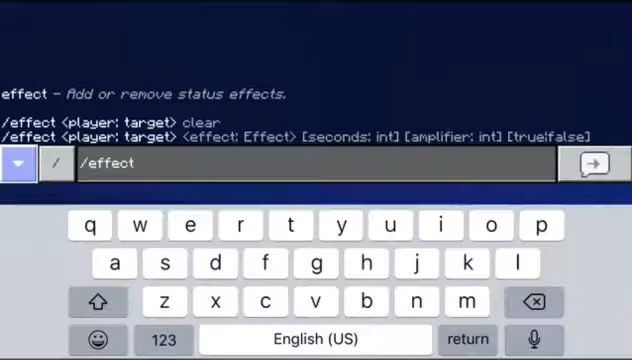 effect - Add or remove status effects.
/effect <player: target> clear
/effect <player: target> <effect: Effect> [seconds: int] [amplifier: int] [true|false]
/ /effect
q w e r t y u i o p
a s d f g h j k l
z x c v b n m
123 English (US) return